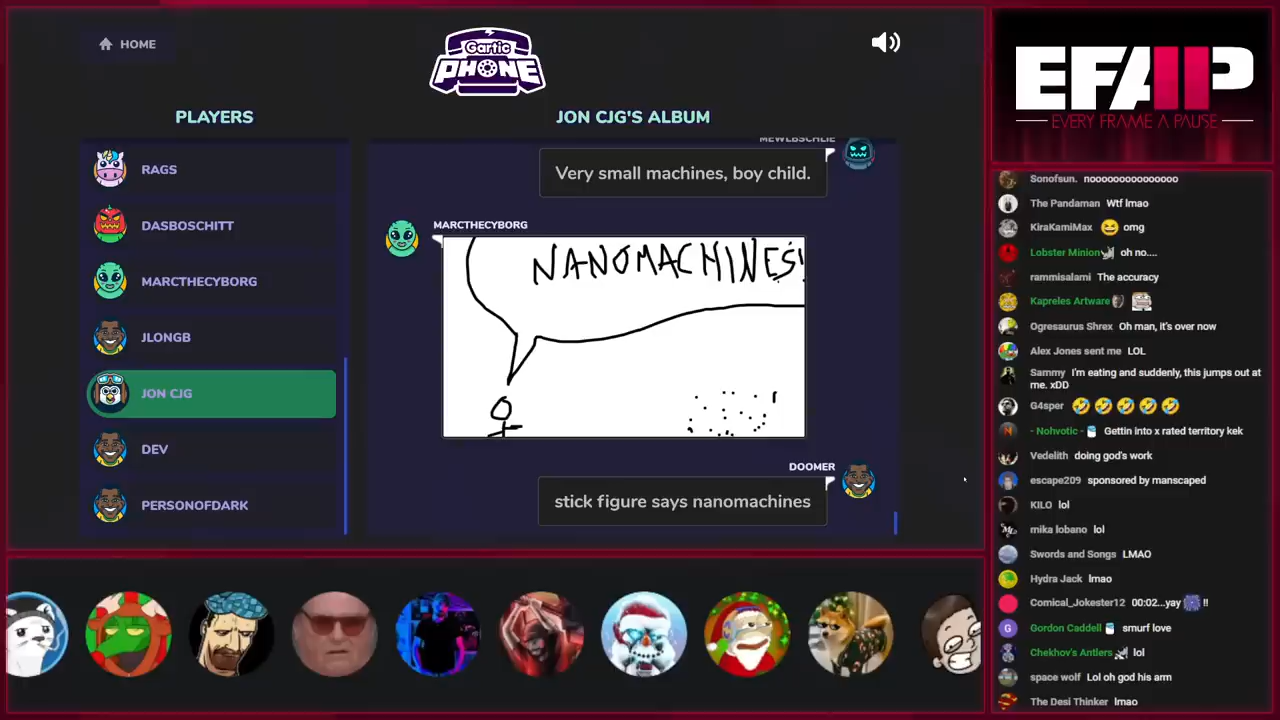 HOME
Gartic
PHONE
PLAYERS
RAGS
DASBOSCHITT
MARCTHECYBORG
JLONGB
JON CJG
DEV
PERSONOFDARK
JON CJG'S ALBUM
MEWLBSCHLIE
Very small machines, boy child.
MARCTHECYBORG
NANOMACHINES!
DOOMER
stick figure says nanomachines
EFAP
EVERY FRAME A PAUSE
Sonofsun. nooooooooooooooo
The Pandaman Wtf lmao
KiraKamiMax omg
Lobster Minion oh no....
rammisalami The accuracy
Kapreles Artware
Ogresaurus Shrex Oh man, it's over now
Alex Jones sent me LOL
Sammy I'm eating and suddenly, this jumps out at
me. xDD
G4sper
- Nohvotic - Gettin into x rated territory kek
Vedelith doing god's work
escape209 sponsored by manscaped
KILO lol
mika lobano lol
Swords and Songs LMAO
Hydra Jack lmao
Comical_Jokester12 00:02...yay !!
G Gordon Caddell smurf love
Chekhov's Antlers lol
space wolf Lol oh god his arm
The Desi Thinker lmao